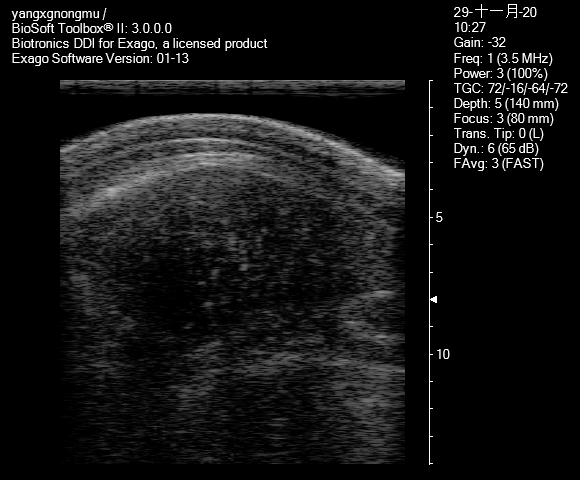 yangxgnongmu /
BioSoft Toolbox® II: 3.0.0.0
Biotronics DDI for Exago, a licensed product
Exago Software Version: 01-13
29-十一月-20
10:27
Gain: -32
Freq: 1 (3.5 MHz)
Power: 3 (100%)
TGC: 72/-16/-64/-72
Depth: 5 (140 mm)
Focus: 3 (80 mm)
Trans. Tip: 0 (L)
Dyn.: 6 (65 dB)
FAvg: 3 (FAST)
5
10